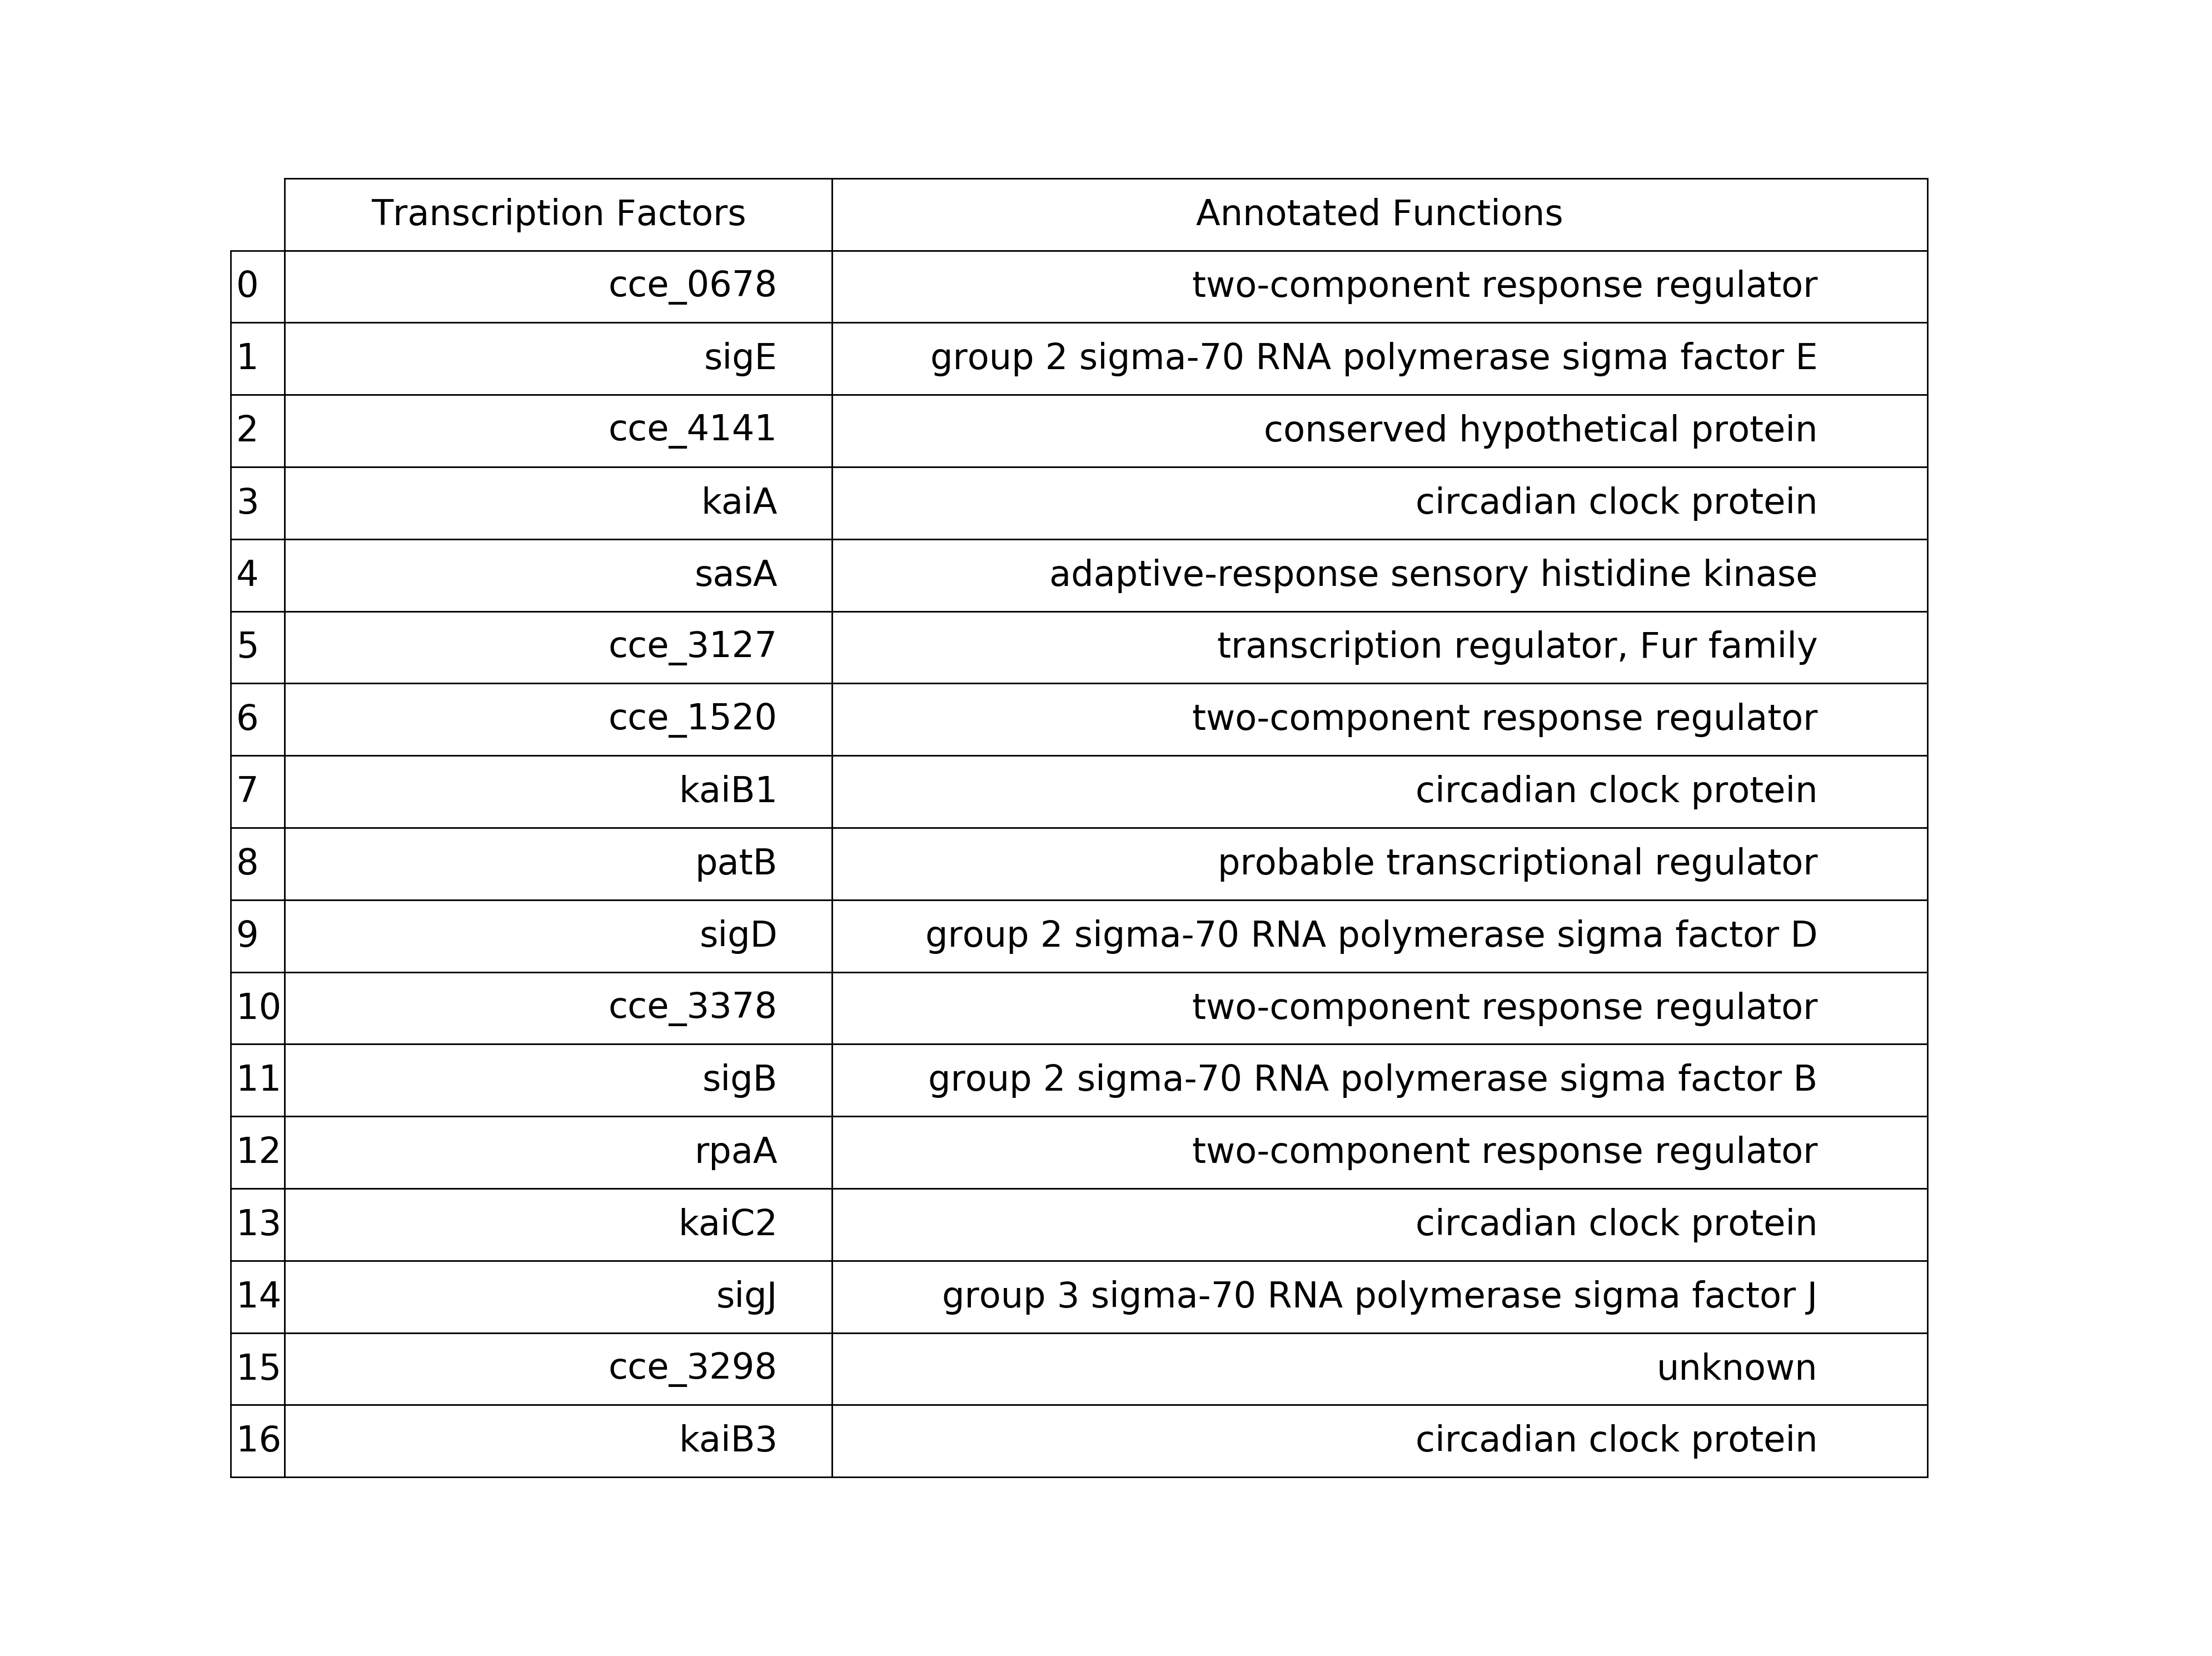 Transcription Factors Annotated Functions
0 cce_0678 two-component response regulator
1 sigE group 2 sigma-70 RNA polymerase sigma factor E
2 cce_4141 conserved hypothetical protein
3 kaiA circadian clock protein
4 sasA adaptive-response sensory histidine kinase
5 cce_3127 transcription regulator, Fur family
6 cce_1520 two-component response regulator
7 kaiB1 circadian clock protein
8 patB probable transcriptional regulator
9 sigD group 2 sigma-70 RNA polymerase sigma factor D
10 cce_3378 two-component response regulator
11 sigB group 2 sigma-70 RNA polymerase sigma factor B
12 rpaA two-component response regulator
13 kaiC2 circadian clock protein
14 sigJ group 3 sigma-70 RNA polymerase sigma factor J
15 cce_3298 unknown
16 kaiB3 circadian clock protein